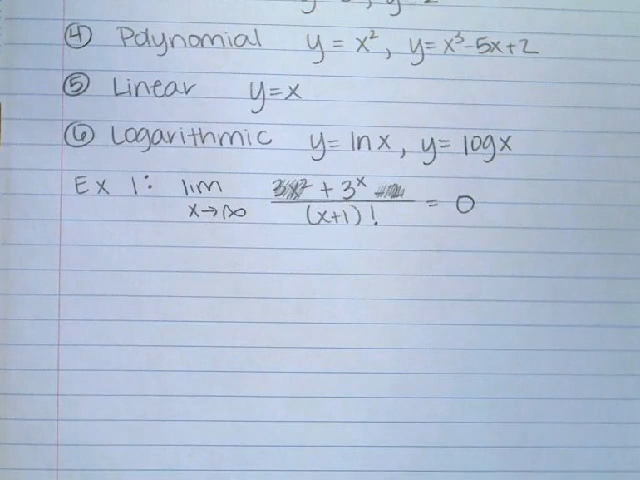 ④ Polynomial y = x², y = x³-5x+2
⑤ Linear y=x
⑥ Logarithmic y = ln x, y = log x
Ex 1: lim + 3ˣ = 0
x→∞ (x+1)!